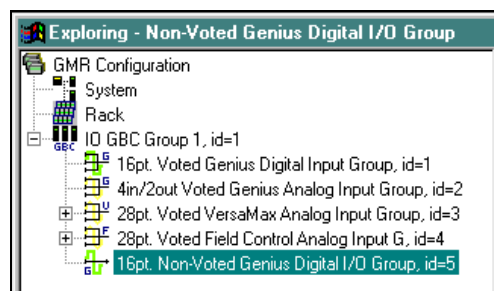 Exploring - Non-Voted Genius Digital I/O Group
GMR Configuration
System
Rack
GBC IO GBC Group 1, id=1
G 16pt. Voted Genius Digital Input Group, id=1
G 4in/2out Voted Genius Analog Input Group, id=2
U 28pt. Voted VersaMax Analog Input Group, id=3
F 28pt. Voted Field Control Analog Input G, id=4
G 16pt. Non-Voted Genius Digital I/O Group, id=5